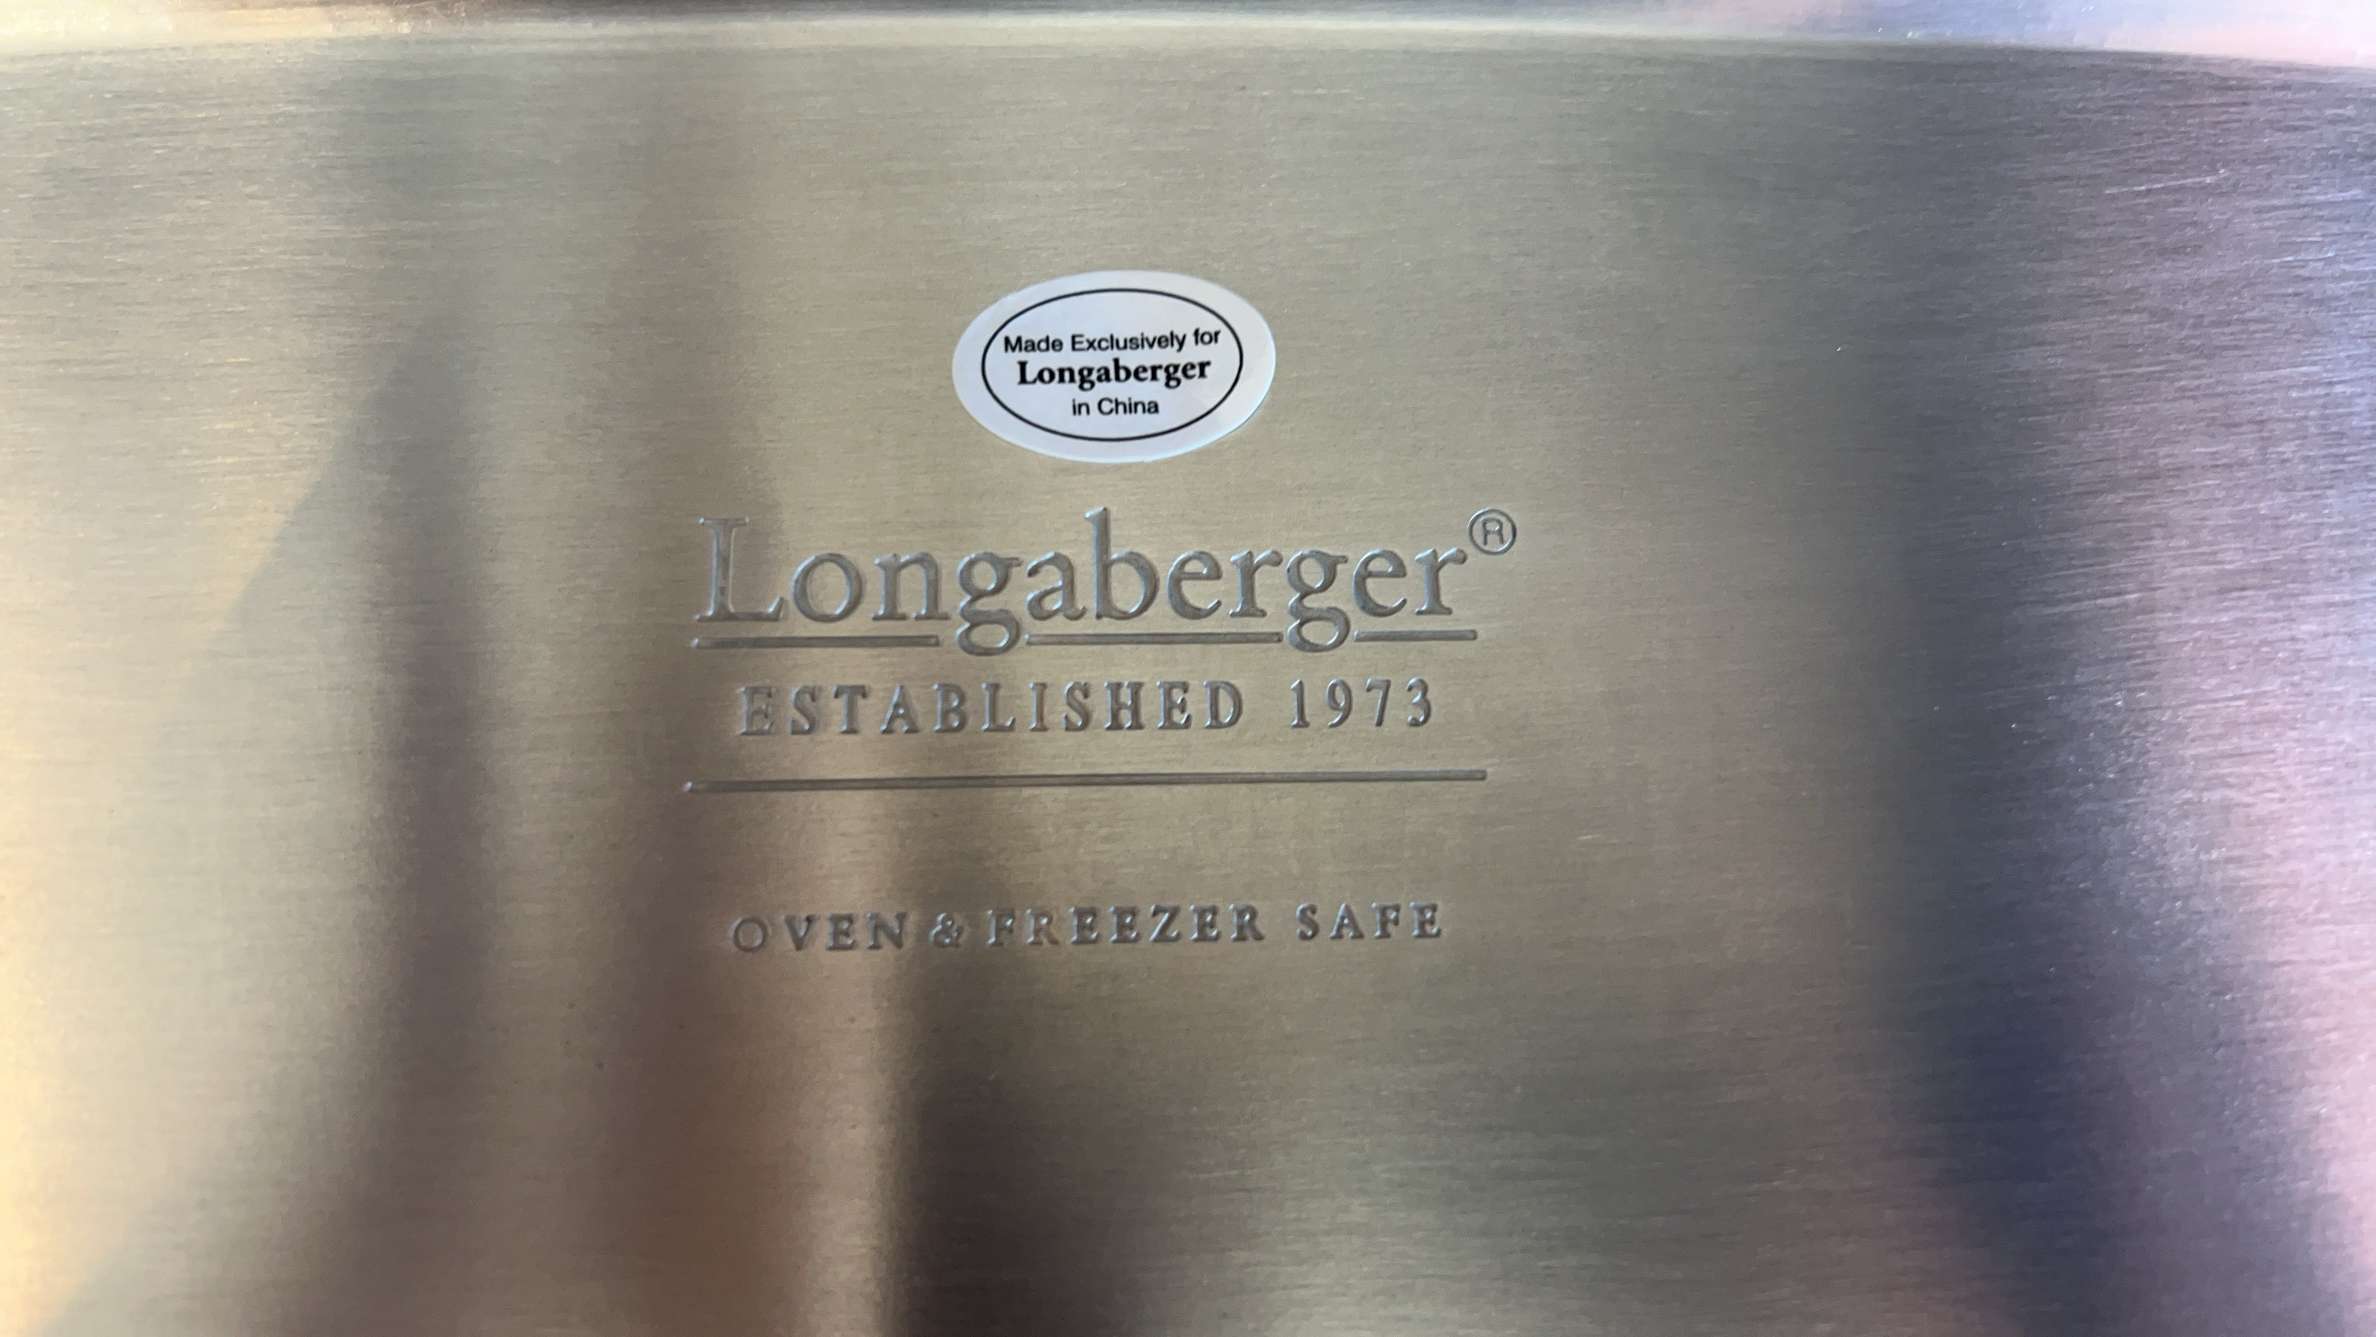 Made Exclusively for
Longaberger
in China
Longaberger®
ESTABLISHED 1973
OVEN & FREEZER SAFE